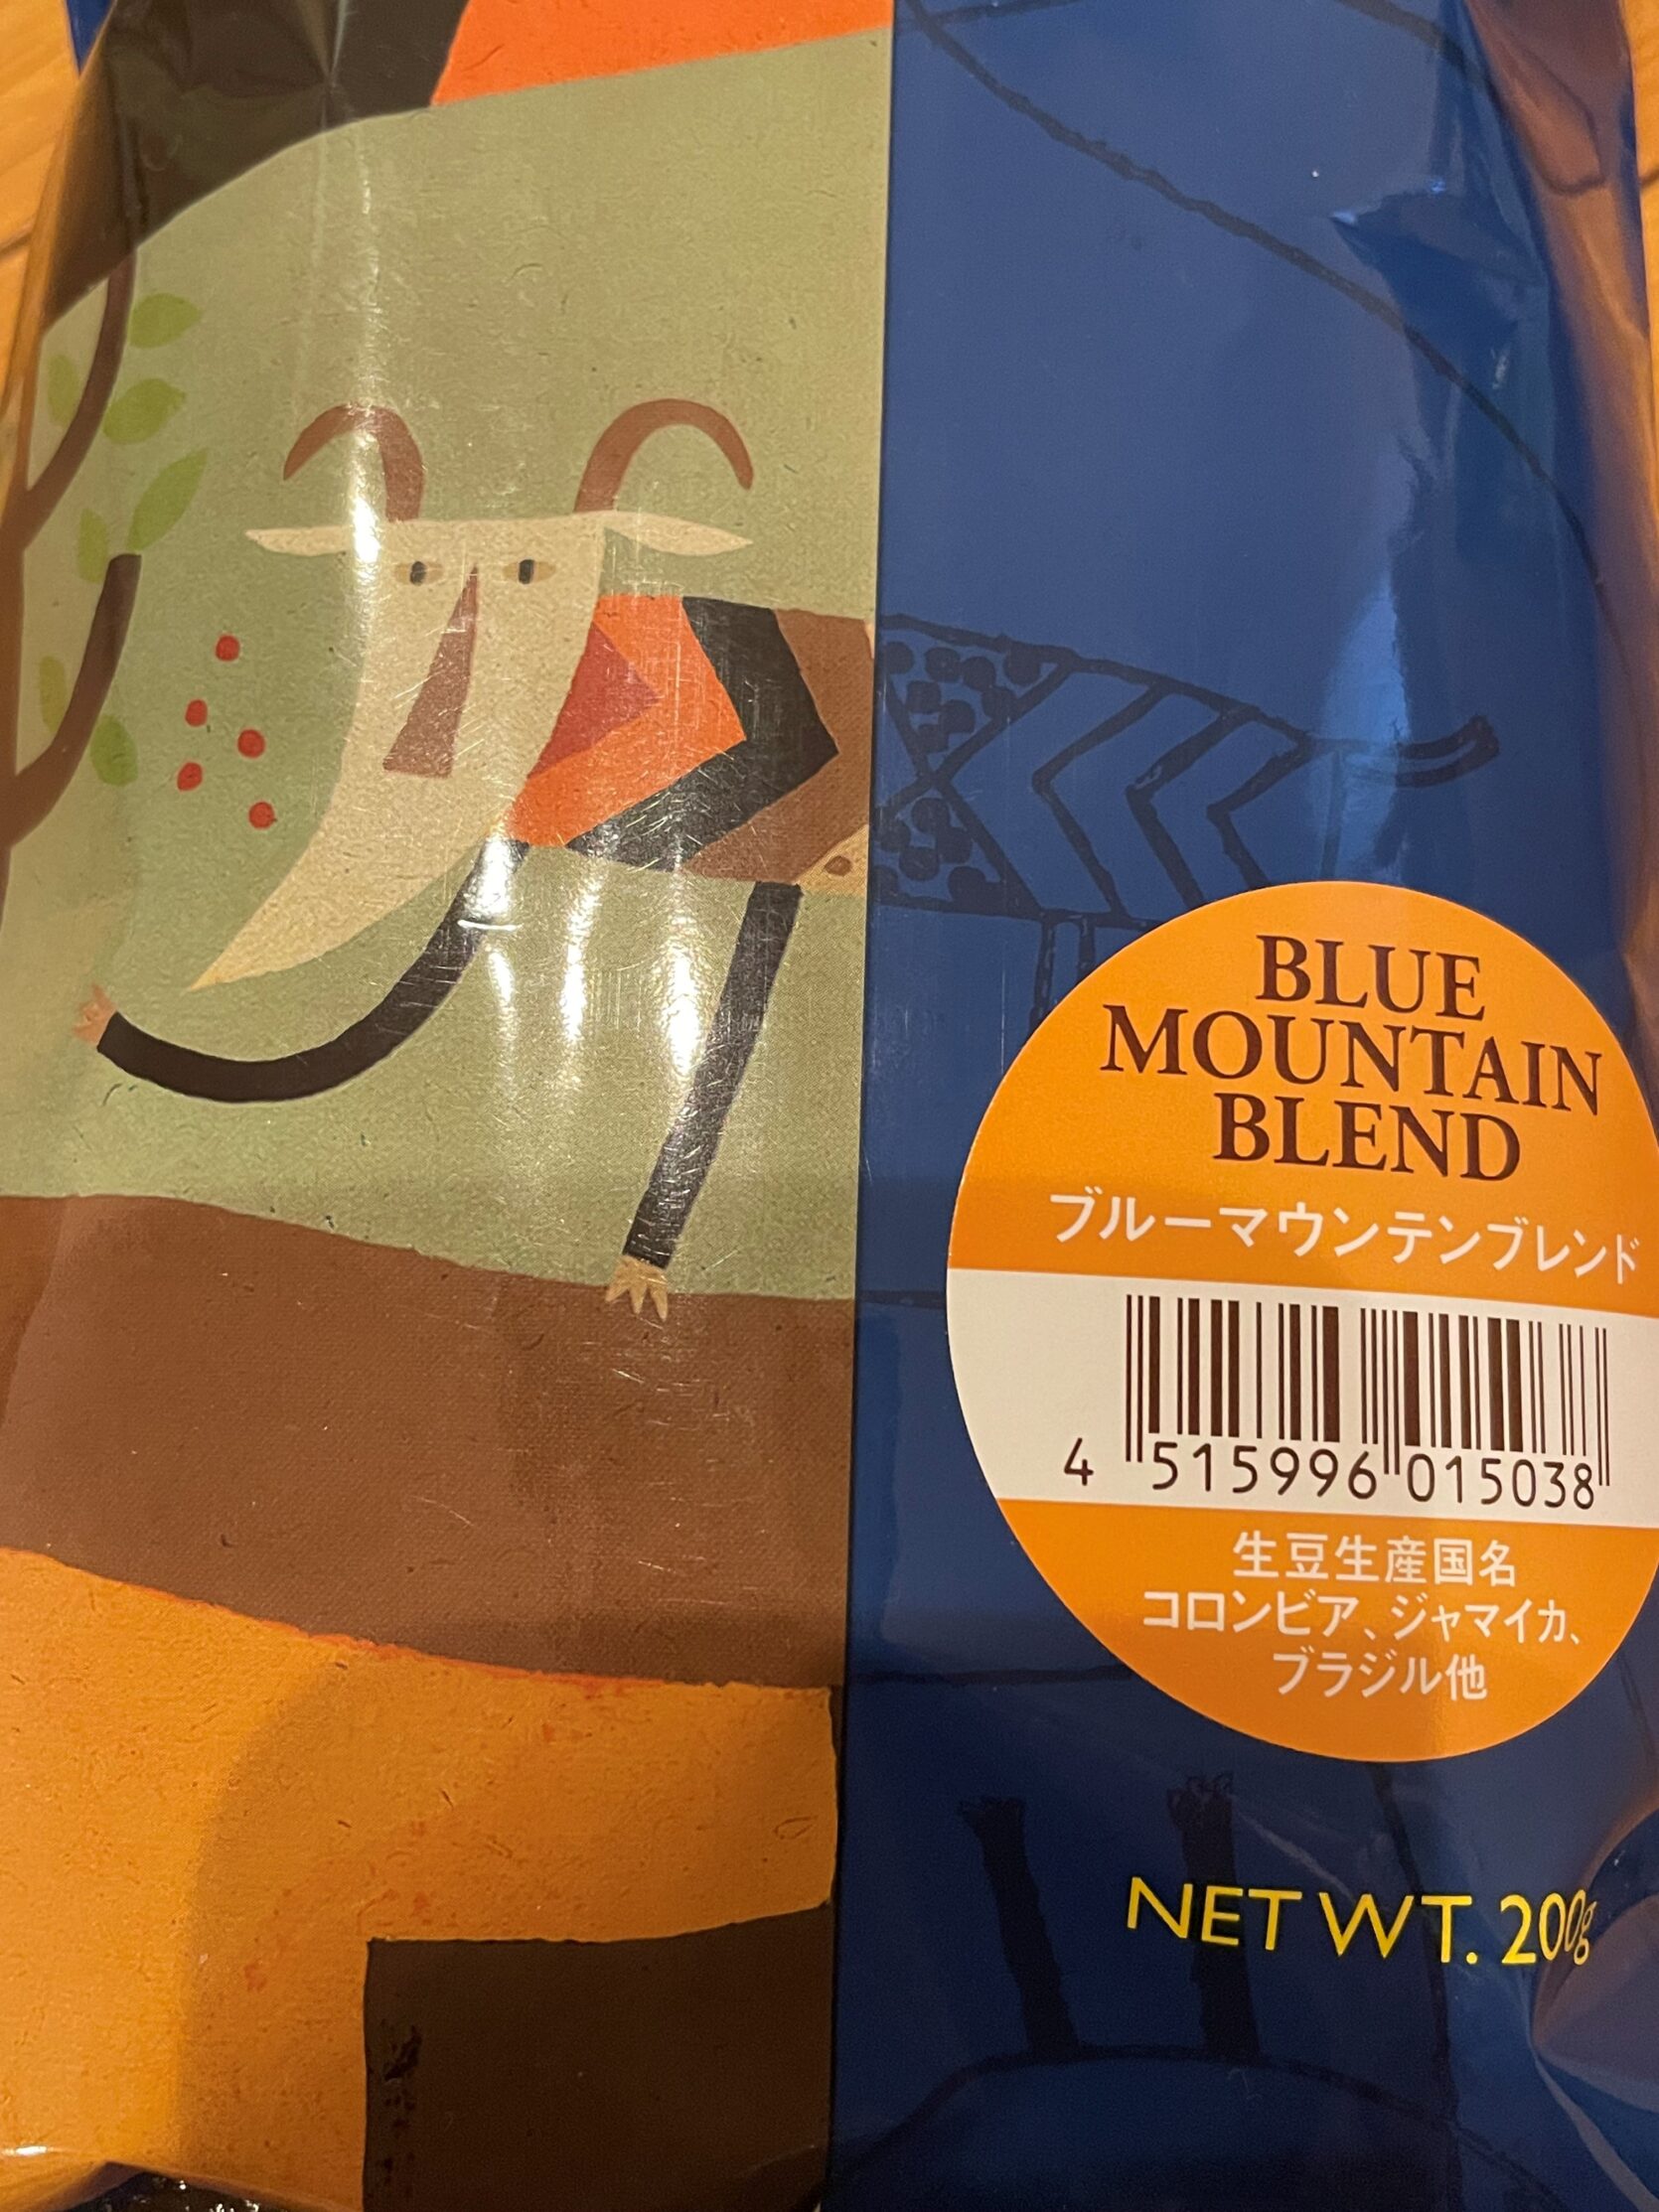 BLUE
MOUNTAIN
BLEND
ブルーマウンテンブレンド
4 515996 015038
生豆生産国名
コロンビア、ジャマイカ、
ブラジル他
NET WT. 200g